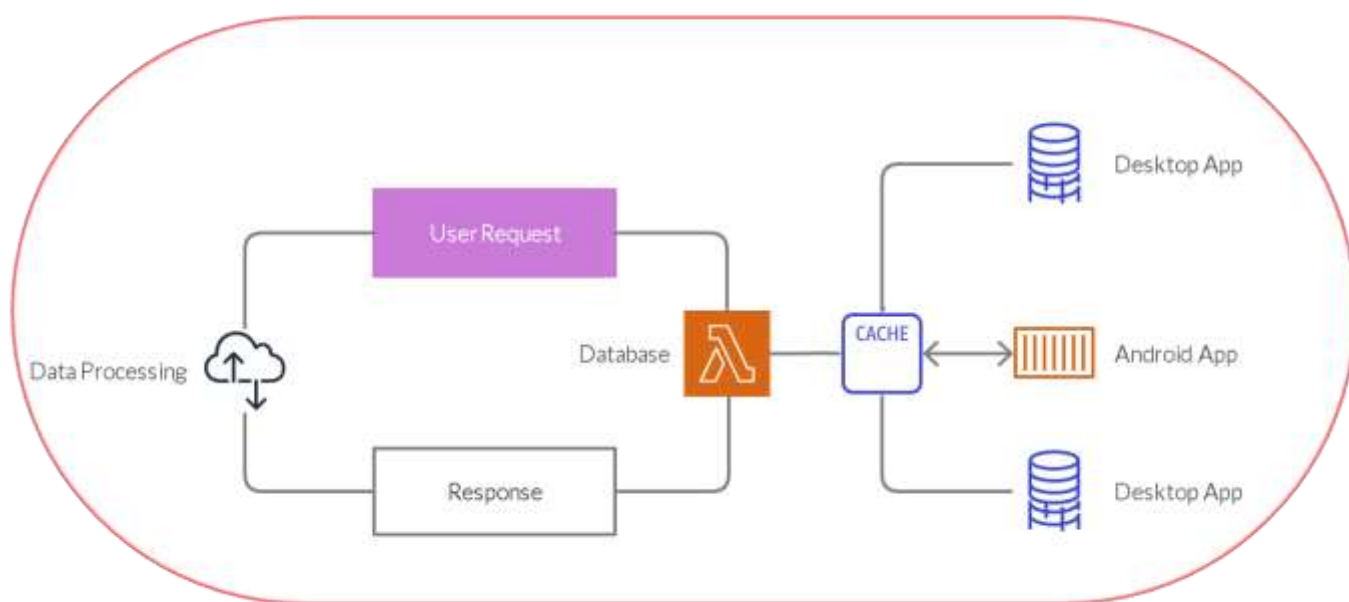 Desktop App
User Request
CACHE
Database
Android App
Data Processing
Response
Desktop App